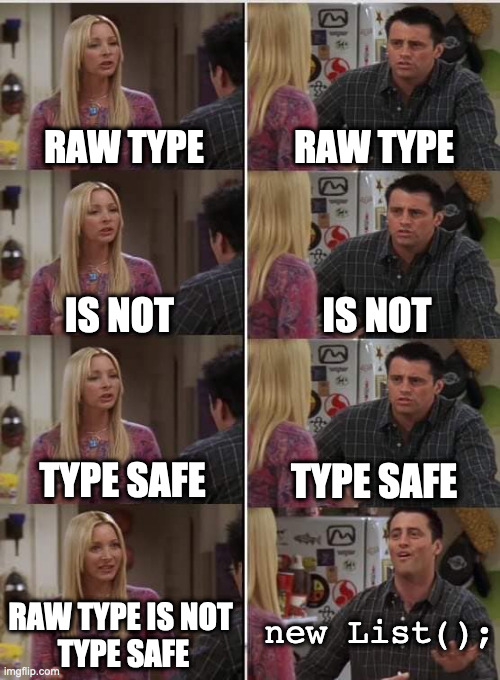 RAW TYPE
RAW TYPE
IS NOT
IS NOT
TYPE SAFE
TYPE SAFE
RAW TYPE IS NOT
TYPE SAFE
new List();
imgflip.com